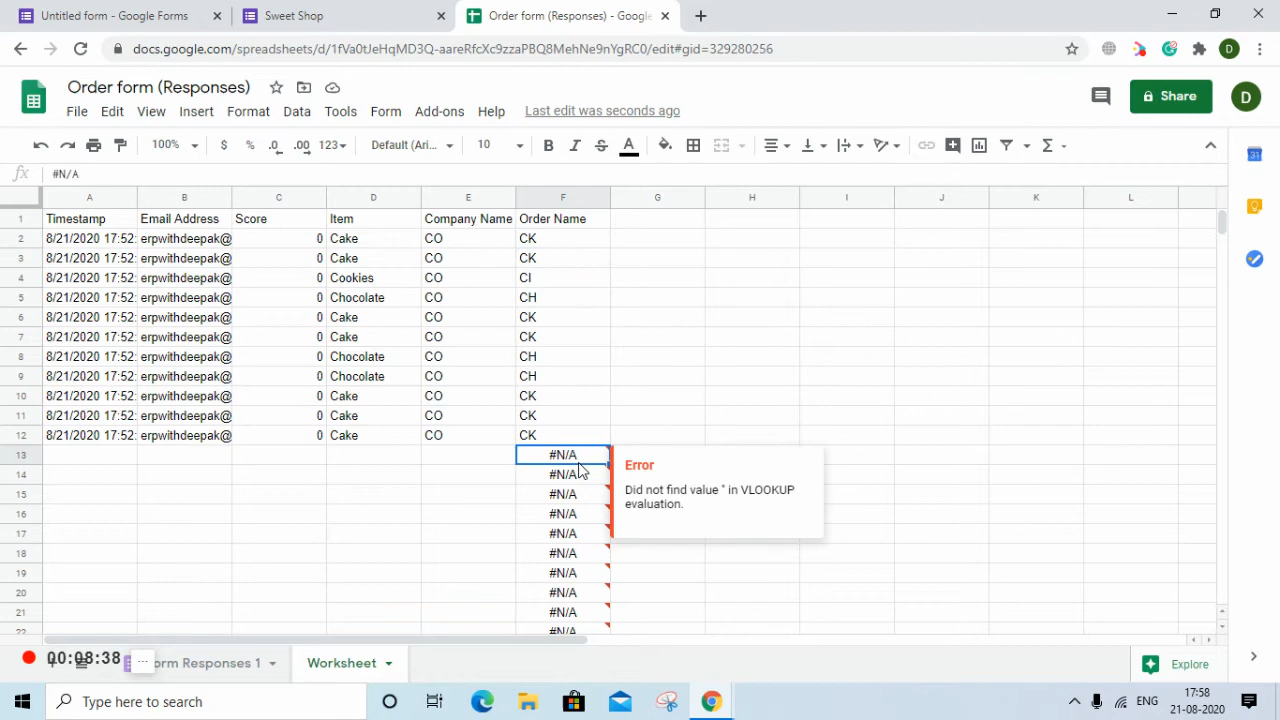 Untitled form - Google Forms
Sweet Shop
Order form (Responses) - Goog
docs.google.com/spreadsheets/d/1fVa0tJeHqMD3Q-aareRfcXc9zzaPBQ8MehNe9nYgRC0/edit#gid=329280256
D
Order form (Responses)
File Edit View Insert Format Data Tools Form Add-ons Help Last edit was seconds ago
Share
D
100% $ % .0 .00 123 Default (Ari... 10 B I S A Σ
fx #N/A
A B C D E F G H I J K L
1 Timestamp Email Address Score Item Company Name Order Name
2 8/21/2020 17:52: erpwithdeepak@ 0 Cake CO CK
3 8/21/2020 17:52: erpwithdeepak@ 0 Cake CO CK
4 8/21/2020 17:52: erpwithdeepak@ 0 Cookies CO CI
5 8/21/2020 17:52: erpwithdeepak@ 0 Chocolate CO CH
6 8/21/2020 17:52: erpwithdeepak@ 0 Cake CO CK
7 8/21/2020 17:52: erpwithdeepak@ 0 Cake CO CK
8 8/21/2020 17:52: erpwithdeepak@ 0 Chocolate CO CH
9 8/21/2020 17:52: erpwithdeepak@ 0 Chocolate CO CH
10 8/21/2020 17:52: erpwithdeepak@ 0 Cake CO CK
11 8/21/2020 17:52: erpwithdeepak@ 0 Cake CO CK
12 8/21/2020 17:52: erpwithdeepak@ 0 Cake CO CK
13 #N/A
Error
14 #N/A
Did not find value '' in VLOOKUP
15 #N/A
evaluation.
16 #N/A
17 #N/A
18 #N/A
19 #N/A
20 #N/A
21 #N/A
22 #N/A
00:08:38 ... orm Responses 1 Worksheet Explore
Type here to search
ENG
17:58
21-08-2020
31